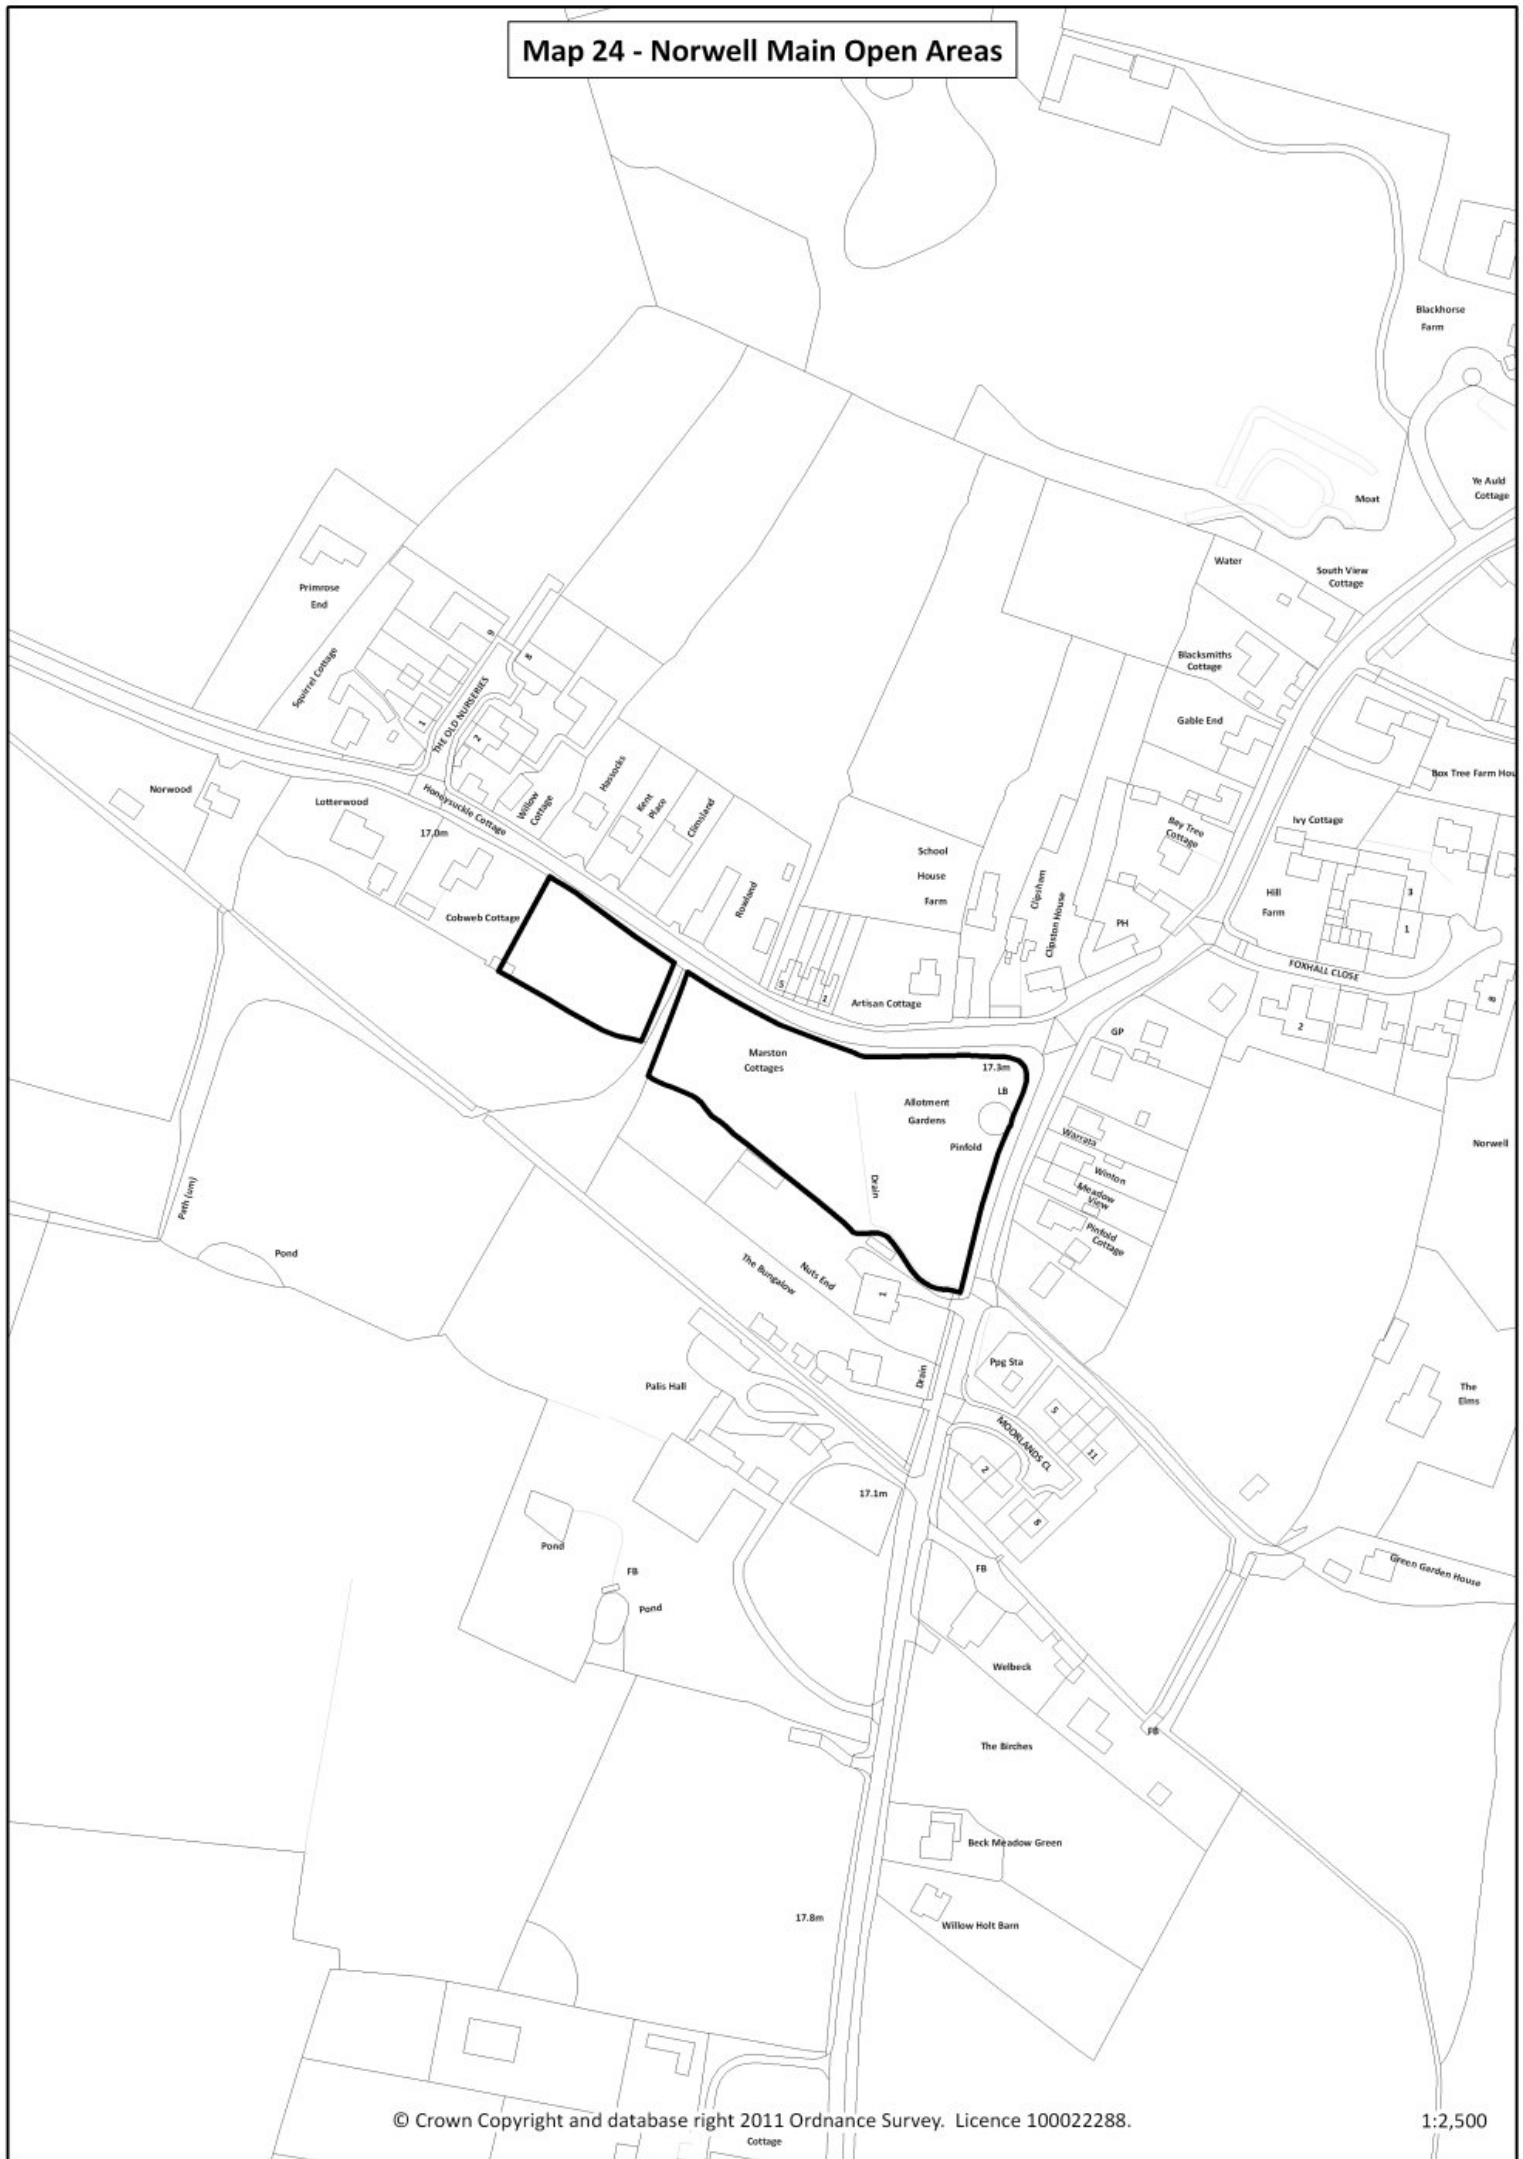 Map 24 - Norwell Main Open Areas
Blackhorse
Farm
Ye Auld
Cottage
Moat
Water
South View
Cottage
Primrose
End
Squirrel Cottage
9
8
THE OLD NURSERIES
1
2
Blacksmiths
Cottage
Gable End
Box Tree Farm Hou
Norwood
Lotterwood
Honeysuckle Cottage
17.0m
Willow
Cottage
Hassocks
Kent
Place
Climsland
Rowland
Cobweb Cottage
School
House
Farm
Clipsham
Clipston House
Bey Tree
Cottage
PH
Ivy Cottage
Hill
Farm
3
1
FOXHALL CLOSE
8
2
5
2
Artisan Cottage
GP
Marston
Cottages
17.3m
LB
Allotment
Gardens
Pinfold
Drain
Warrata
Winton
Meadow
View
Pinfold
Cottage
Norwell
Path (um)
Pond
The Bungalow
Nuts End
1
Drain
Ppg Sta
Palis Hall
5
11
MOORLANDS CL
2
8
The
Elms
17.1m
Pond
FB
Pond
FB
Green Garden House
Welbeck
FB
The Birches
Beck Meadow Green
17.8m
Willow Holt Barn
© Crown Copyright and database right 2011 Ordnance Survey. Licence 100022288.
1:2,500
Cottage